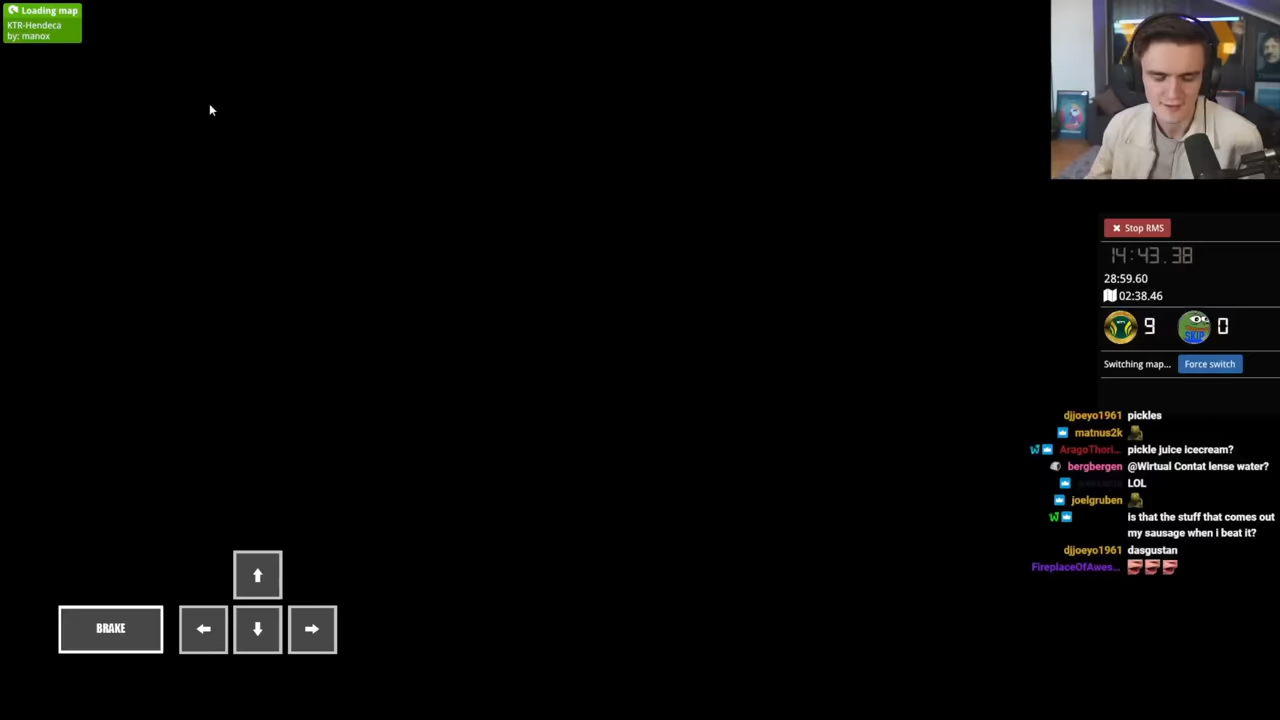 Loading map
KTR-Hendeca
by: manox
Stop RMS
14:43.38
28:59.60
02:38.46
9
SKIP
0
Switching map...
Force switch
djjoeyo1961 pickles
matnus2k
AragoThori... pickle juice icecream?
bergbergen @Wirtual Contat lense water?
LOL
joelgruben
is that the stuff that comes out
my sausage when i beat it?
djjoeyo1961 dasgustan
FireplaceOfAwes...
BRAKE